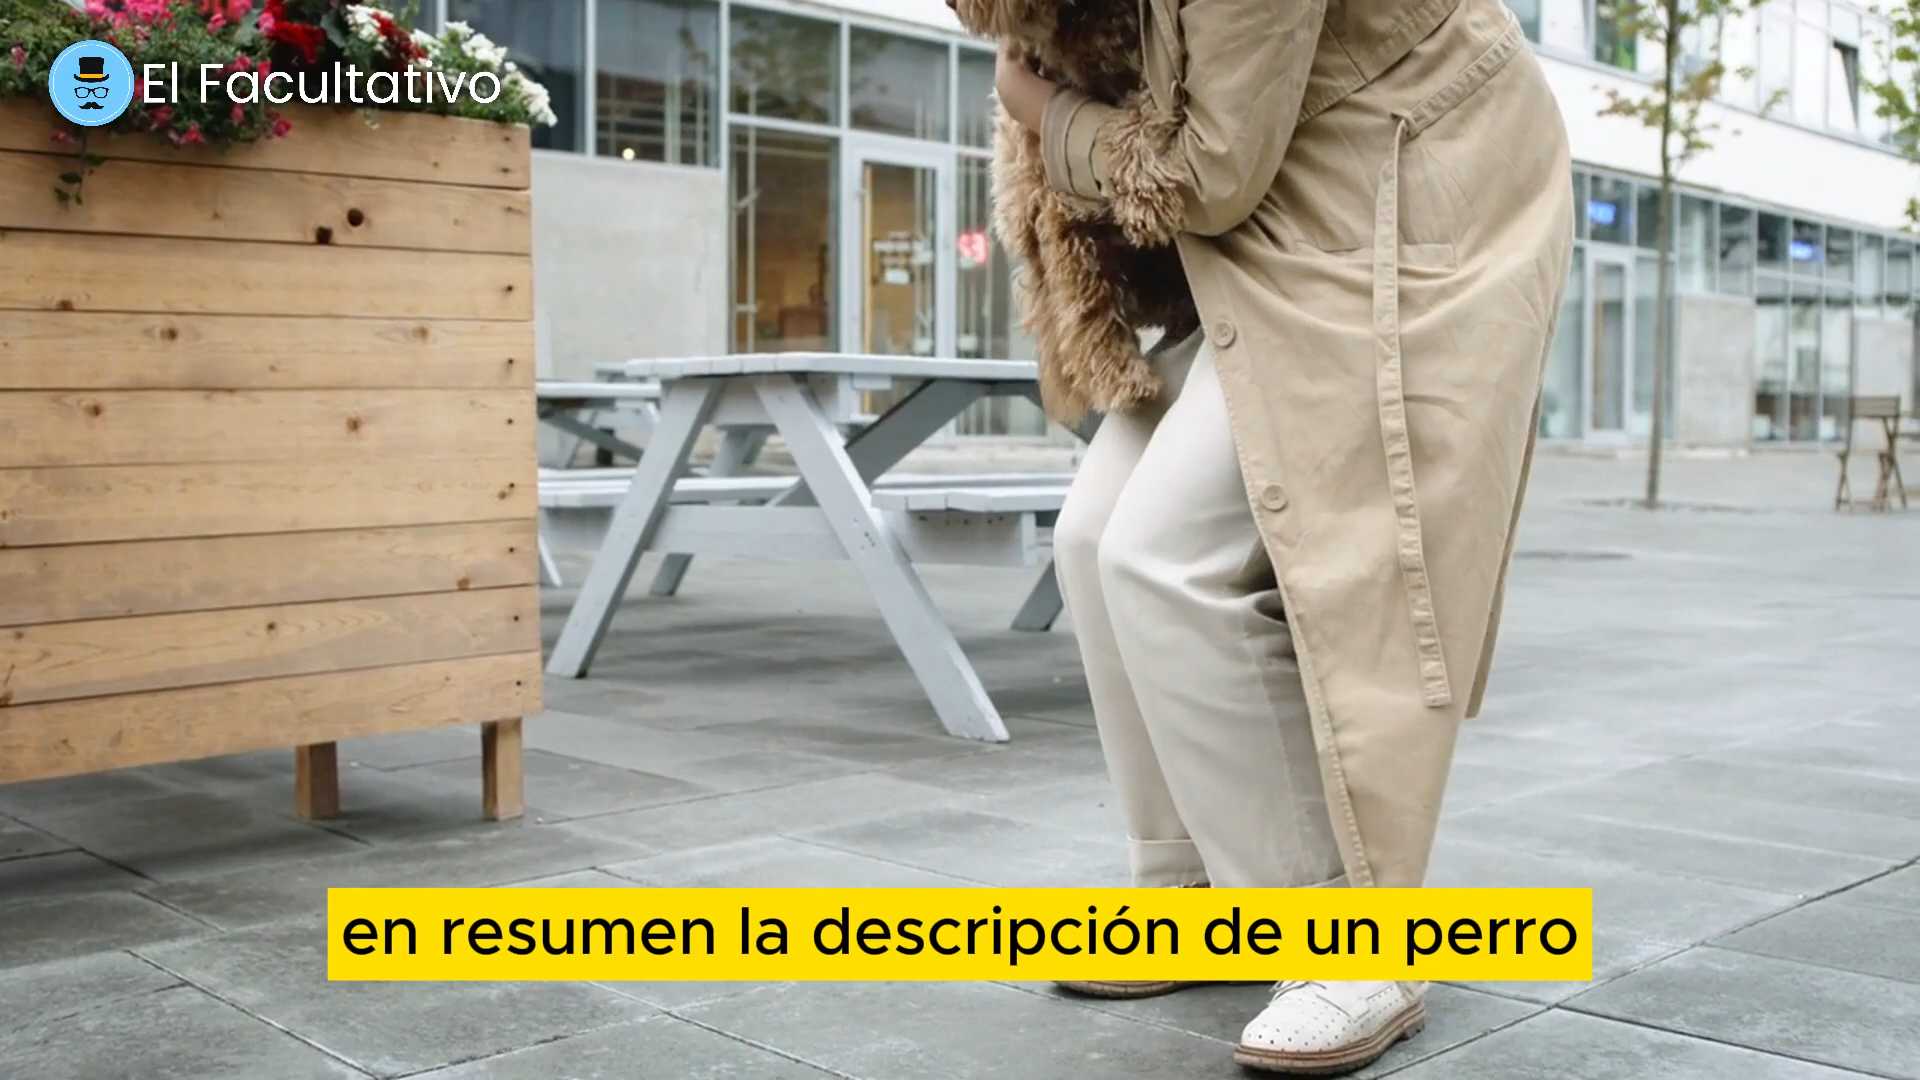 El Facultativo
en resumen la descripción de un perro